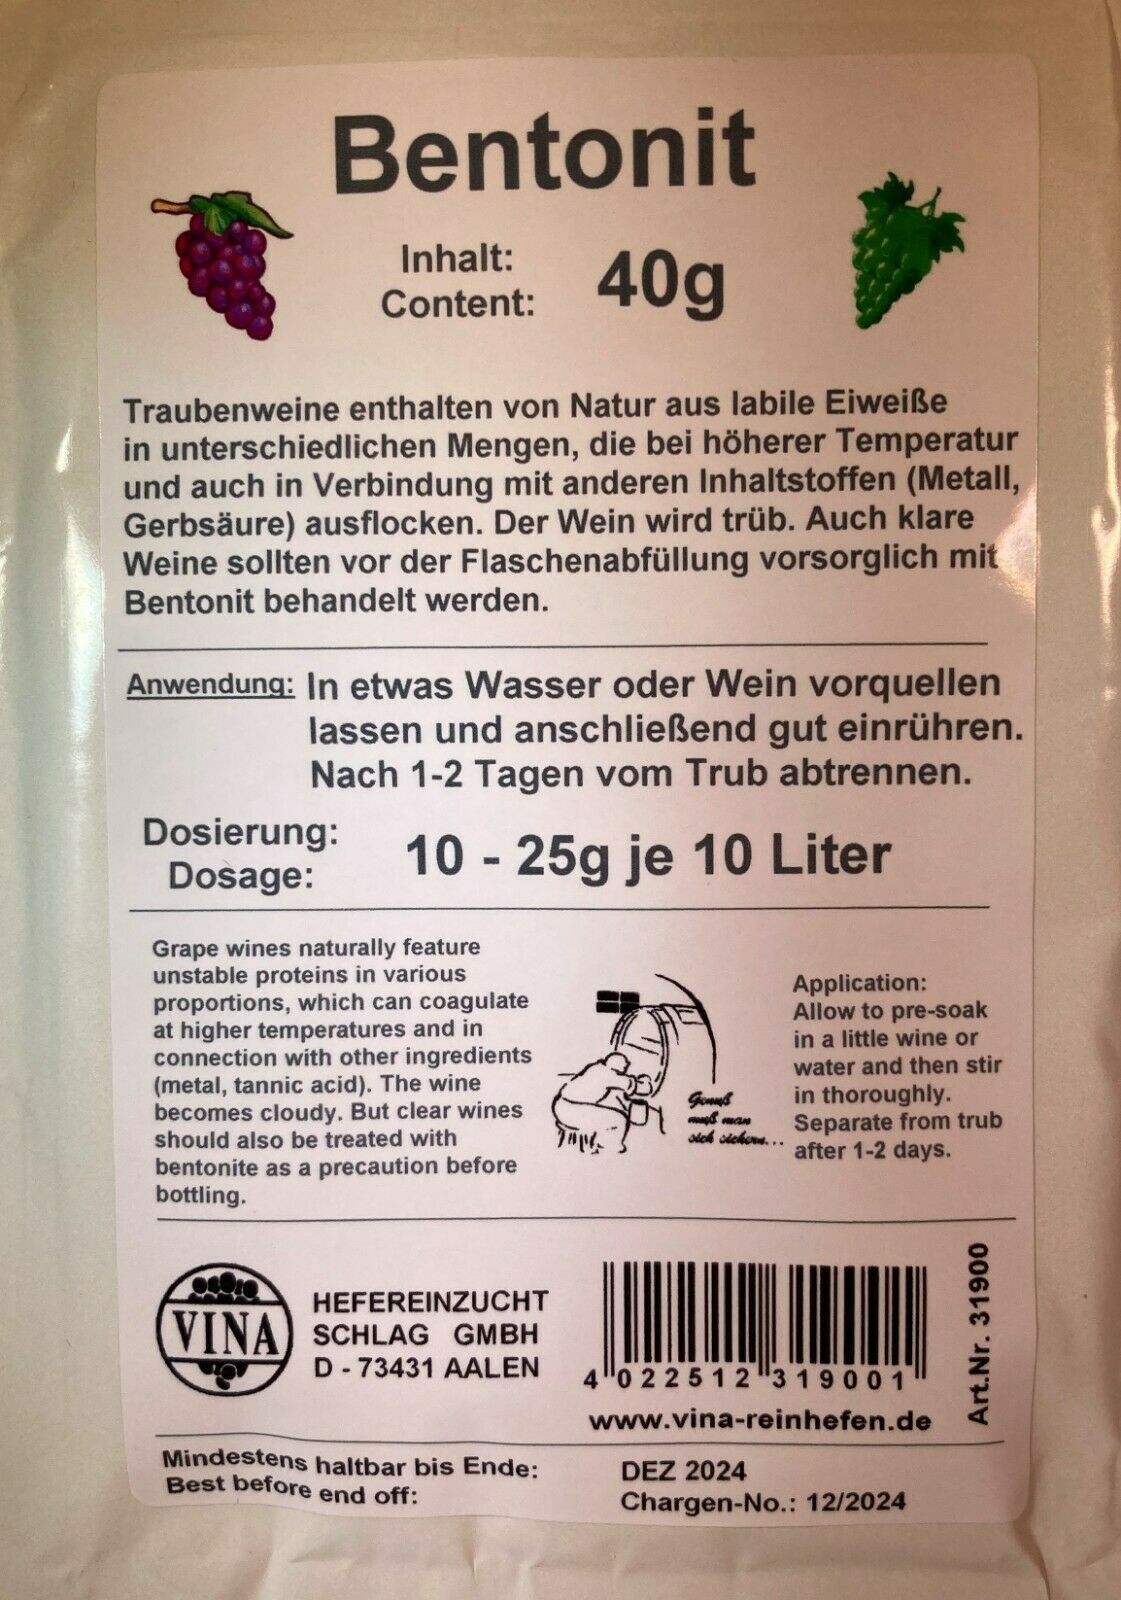 Bentonit
Inhalt:
Content:
40g
Traubenweine enthalten von Natur aus labile Eiweiße
in unterschiedlichen Mengen, die bei höherer Temperatur
und auch in Verbindung mit anderen Inhaltstoffen (Metall,
Gerbsäure) ausflocken. Der Wein wird trüb. Auch klare
Weine sollten vor der Flaschenabfüllung vorsorglich mit
Bentonit behandelt werden.
Anwendung: In etwas Wasser oder Wein vorquellen
lassen und anschließend gut einrühren.
Nach 1-2 Tagen vom Trub abtrennen.
Dosierung:
Dosage:
10 - 25g je 10 Liter
Grape wines naturally feature
unstable proteins in various
proportions, which can coagulate
at higher temperatures and in
connection with other ingredients
(metal, tannic acid). The wine
becomes cloudy. But clear wines
should also be treated with
bentonite as a precaution before
bottling.
Genuß
muß man
sich sichern...
Application:
Allow to pre-soak
in a little wine or
water and then stir
in thoroughly.
Separate from trub
after 1-2 days.
VINA
HEFEREINZUCHT
SCHLAG GMBH
D - 73431 AALEN
4 022512 319001
www.vina-reinhefen.de
Art.Nr. 31900
Mindestens haltbar bis Ende:
Best before end off:
DEZ 2024
Chargen-No.: 12/2024